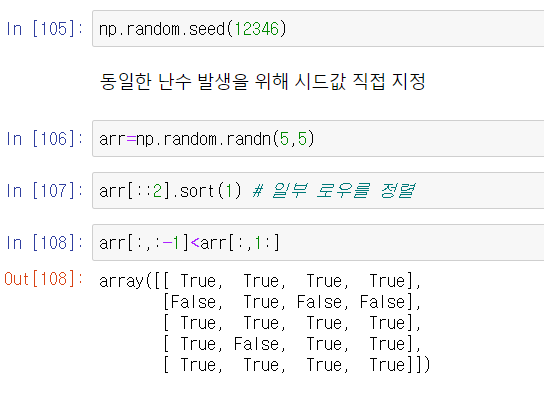 In [105]: np.random.seed(12346)
동일한 난수 발생을 위해 시드값 직접 지정
In [106]: arr=np.random.randn(5,5)
In [107]: arr[::2].sort(1) # 일부 로우를 정렬
In [108]: arr[:,:-1]<arr[:,1:]
Out[108]: array([[ True,  True,  True,  True],
       [False,  True, False, False],
       [ True,  True,  True,  True],
       [ True, False,  True,  True],
       [ True,  True,  True,  True]])